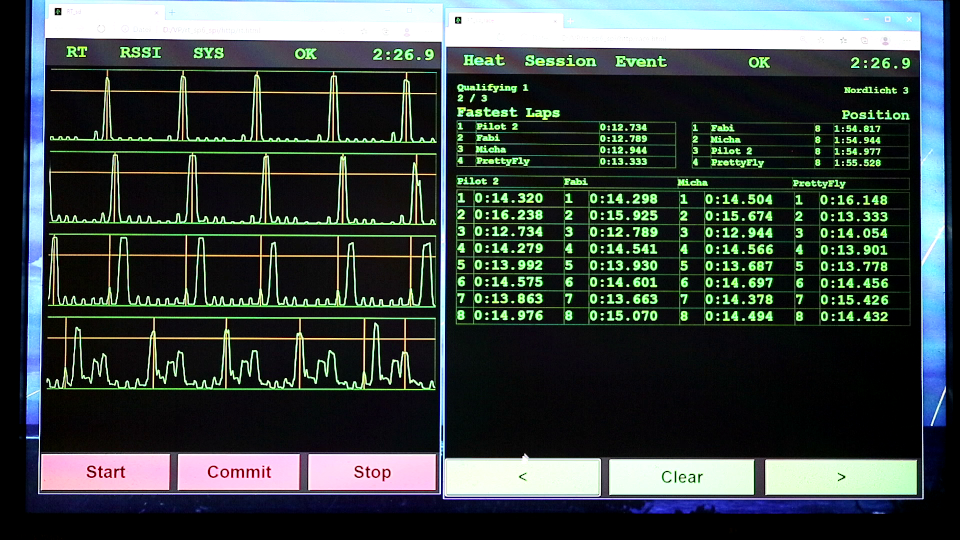 RT RSSI SYS OK 2:26.9
Start Commit Stop
Heat Session Event OK 2:26.9
Qualifying 1
2 / 3
Nordlicht 3
Fastest Laps
1 Pilot 2 0:12.734
2 Fabi 0:12.789
3 Micha 0:12.944
4 PrettyFly 0:13.333
Position
1 Fabi 8 1:54.817
2 Micha 8 1:54.944
3 Pilot 2 8 1:54.977
4 PrettyFly 8 1:55.528
Pilot 2 Fabi Micha PrettyFly
1 0:14.320 1 0:14.298 1 0:14.504 1 0:16.148
2 0:16.238 2 0:15.925 2 0:15.674 2 0:13.333
3 0:12.734 3 0:12.789 3 0:12.944 3 0:14.054
4 0:14.279 4 0:14.541 4 0:14.566 4 0:13.901
5 0:13.992 5 0:13.930 5 0:13.687 5 0:13.778
6 0:14.575 6 0:14.601 6 0:14.697 6 0:14.456
7 0:13.863 7 0:13.663 7 0:14.378 7 0:15.426
8 0:14.976 8 0:15.070 8 0:14.494 8 0:14.432
< Clear >